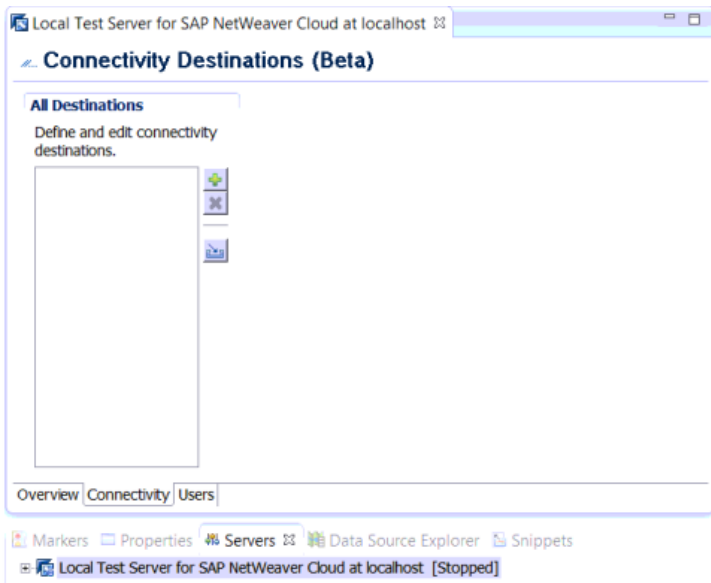 Local Test Server for SAP NetWeaver Cloud at localhost
Connectivity Destinations (Beta)
All Destinations
Define and edit connectivity
destinations.
Overview Connectivity Users
Markers Properties Servers Data Source Explorer Snippets
Local Test Server for SAP NetWeaver Cloud at localhost [Stopped]